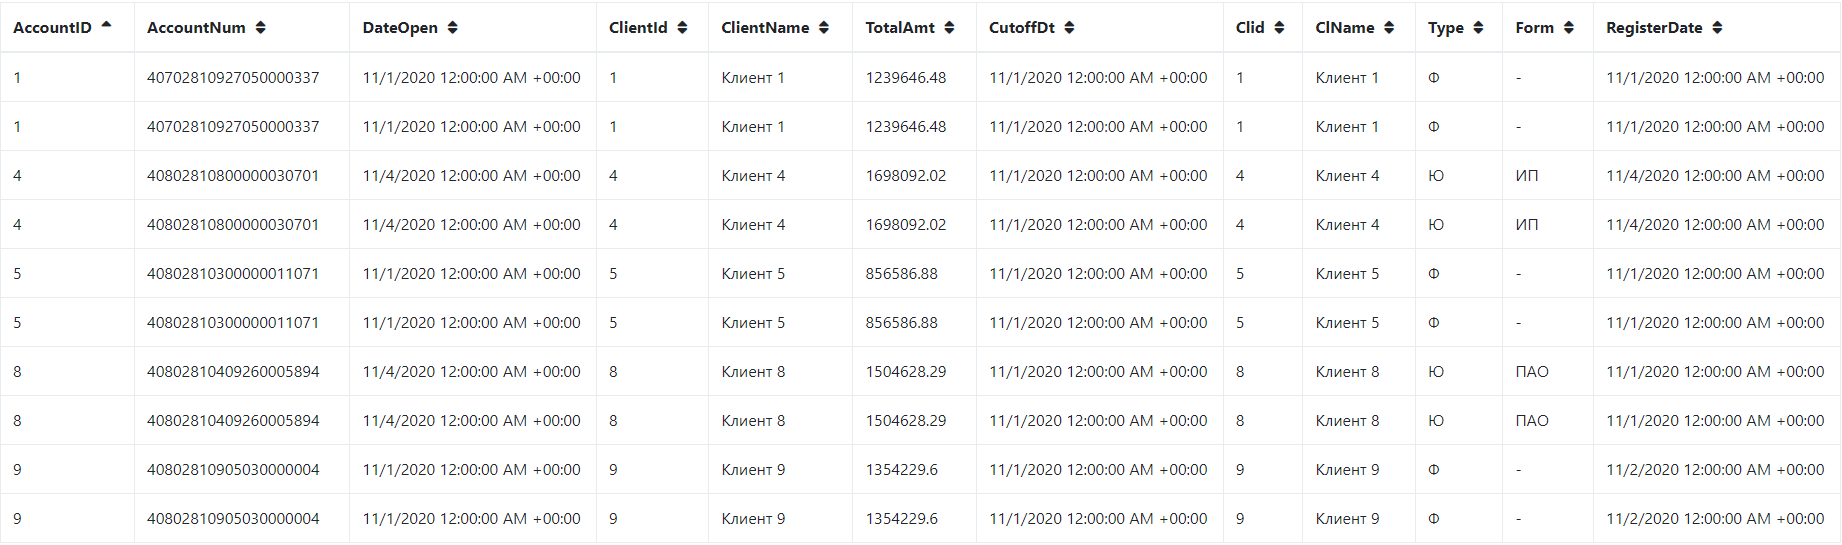 AccountID AccountNum DateOpen ClientId ClientName TotalAmt CutoffDt Clid ClName Type Form RegisterDate
1 40702810927050000337 11/1/2020 12:00:00 AM +00:00 1 Клиент 1 1239646.48 11/1/2020 12:00:00 AM +00:00 1 Клиент 1 Ф - 11/1/2020 12:00:00 AM +00:00
1 40702810927050000337 11/1/2020 12:00:00 AM +00:00 1 Клиент 1 1239646.48 11/1/2020 12:00:00 AM +00:00 1 Клиент 1 Ф - 11/1/2020 12:00:00 AM +00:00
4 40802810800000030701 11/4/2020 12:00:00 AM +00:00 4 Клиент 4 1698092.02 11/1/2020 12:00:00 AM +00:00 4 Клиент 4 Ю ИП 11/4/2020 12:00:00 AM +00:00
4 40802810800000030701 11/4/2020 12:00:00 AM +00:00 4 Клиент 4 1698092.02 11/1/2020 12:00:00 AM +00:00 4 Клиент 4 Ю ИП 11/4/2020 12:00:00 AM +00:00
5 40802810300000011071 11/1/2020 12:00:00 AM +00:00 5 Клиент 5 856586.88 11/1/2020 12:00:00 AM +00:00 5 Клиент 5 Ф - 11/1/2020 12:00:00 AM +00:00
5 40802810300000011071 11/1/2020 12:00:00 AM +00:00 5 Клиент 5 856586.88 11/1/2020 12:00:00 AM +00:00 5 Клиент 5 Ф - 11/1/2020 12:00:00 AM +00:00
8 40802810409260005894 11/4/2020 12:00:00 AM +00:00 8 Клиент 8 1504628.29 11/1/2020 12:00:00 AM +00:00 8 Клиент 8 Ю ПАО 11/1/2020 12:00:00 AM +00:00
8 40802810409260005894 11/4/2020 12:00:00 AM +00:00 8 Клиент 8 1504628.29 11/1/2020 12:00:00 AM +00:00 8 Клиент 8 Ю ПАО 11/1/2020 12:00:00 AM +00:00
9 40802810905030000004 11/1/2020 12:00:00 AM +00:00 9 Клиент 9 1354229.6 11/1/2020 12:00:00 AM +00:00 9 Клиент 9 Ф - 11/2/2020 12:00:00 AM +00:00
9 40802810905030000004 11/1/2020 12:00:00 AM +00:00 9 Клиент 9 1354229.6 11/1/2020 12:00:00 AM +00:00 9 Клиент 9 Ф - 11/2/2020 12:00:00 AM +00:00